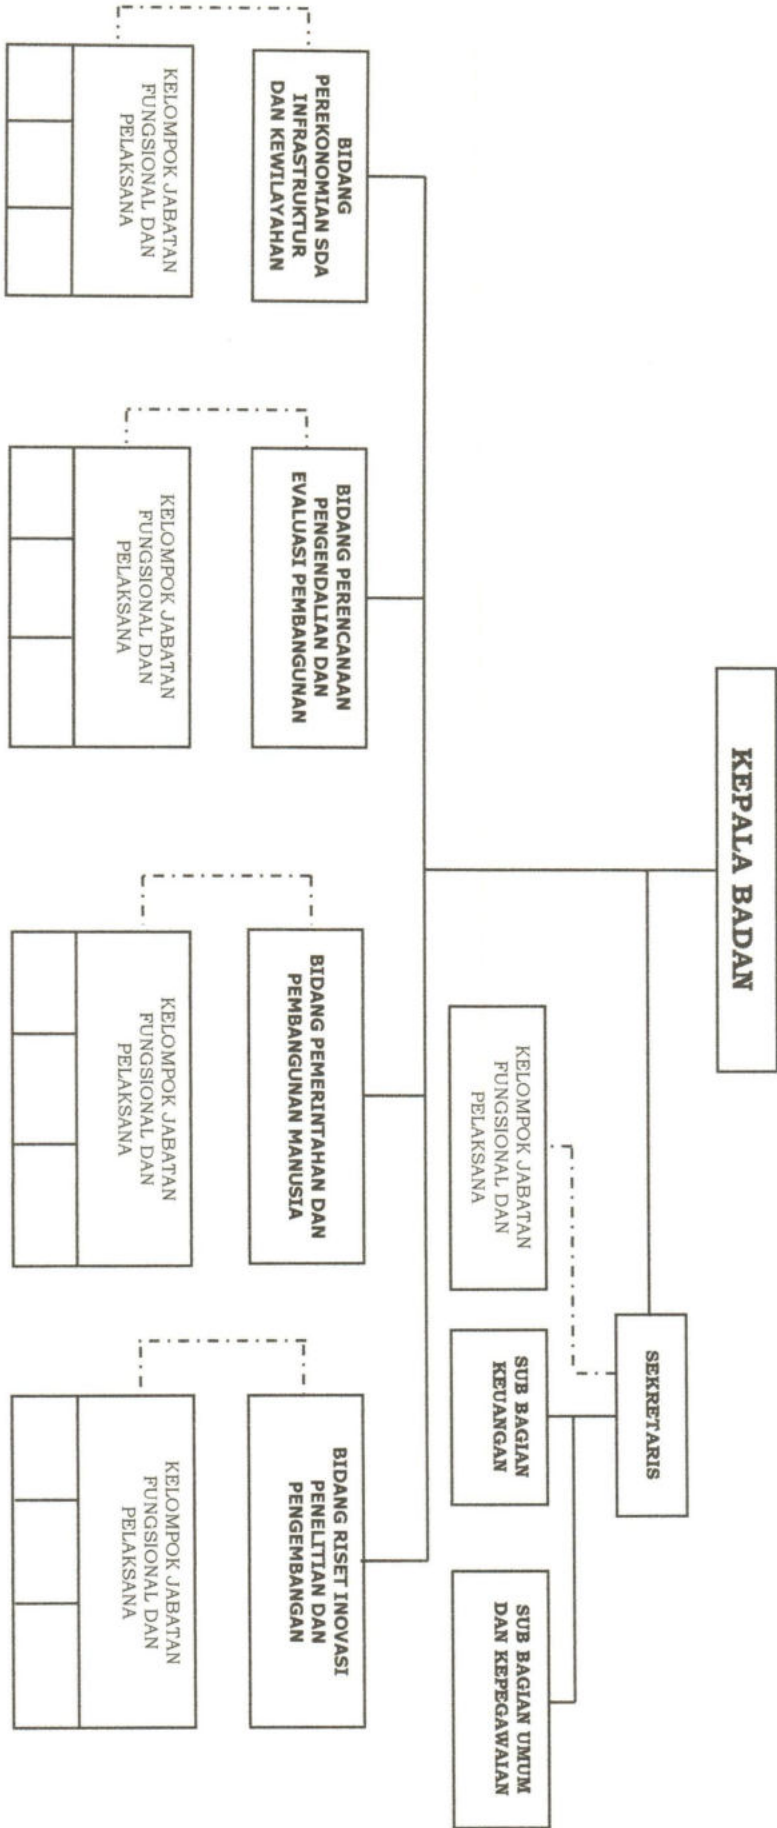 KEPALA BADAN
SEKRETARIS
KELOMPOK JABATAN
FUNGSIONAL DAN
PELAKSANA
SUB BAGIAN
KEUANGAN
SUB BAGIAN UMUM
DAN KEPEGAWAIAN
BIDANG
PEREKONOMIAN SDA
INFRASTRUKTUR
DAN KEWILAYAHAN
BIDANG PERENCANAAN
PENGENDALIAN DAN
EVALUASI PEMBANGUNAN
BIDANG PEMERINTAHAN DAN
PEMBANGUNAN MANUSIA
BIDANG RISET INOVASI
PENELITIAN DAN
PENGEMBANGAN
KELOMPOK JABATAN
FUNGSIONAL DAN
PELAKSANA
KELOMPOK JABATAN
FUNGSIONAL DAN
PELAKSANA
KELOMPOK JABATAN
FUNGSIONAL DAN
PELAKSANA
KELOMPOK JABATAN
FUNGSIONAL DAN
PELAKSANA